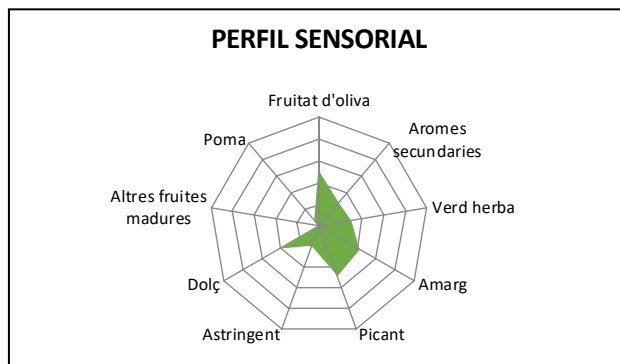 PERFIL SENSORIAL
Fruitat d'oliva
Aromes
secundaries
Verd herba
Amarg
Picant
Astringent
Dolç
Altres fruites
madures
Poma